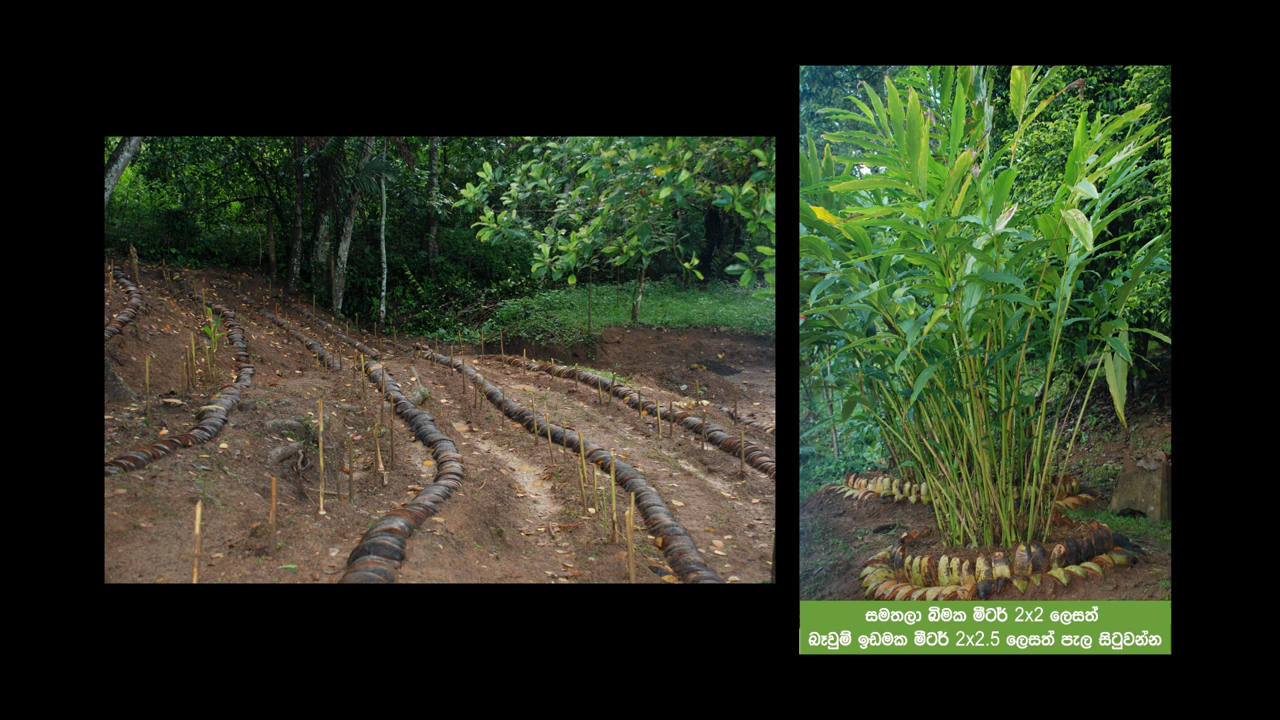 සමතලා බිමක මීටර් 2x2 ලෙසත්
බෑවුම් ඉඩමක මීටර් 2x2.5 ලෙසත් පැල සිටුවන්න